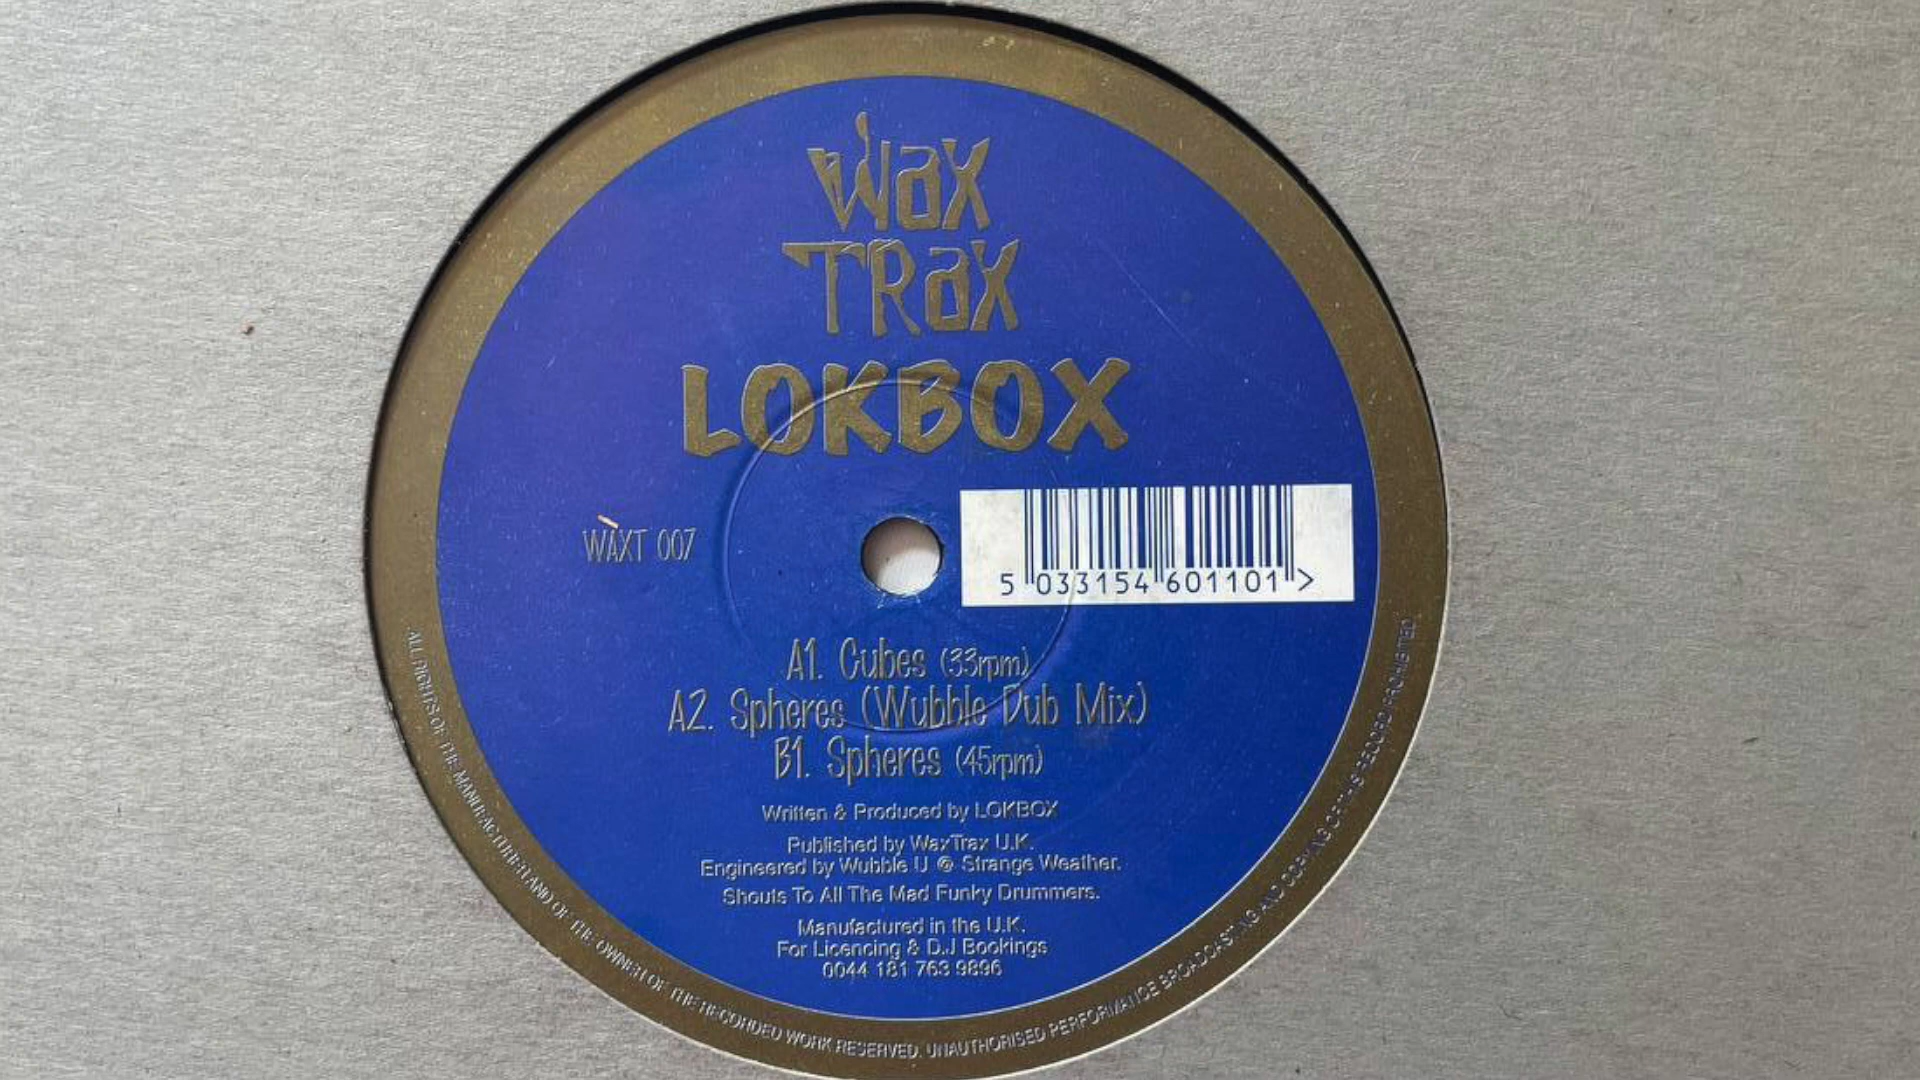 Wax
TRax
LOKBOX
WAXT 007
5 033154 601101 >
A1. Cubes (33rpm)
A2. Spheres (Wubble Dub Mix)
B1. Spheres (45rpm)
Written & Produced by LOKBOX
Published by WaxTrax U.K.
Engineered by Wubble U @ Strange Weather.
Shouts To All The Mad Funky Drummers.
Manufactured in the U.K.
For Licencing & D.J Bookings
0044 181 763 9896
ALL RIGHTS OF THE MANUFACTURER AND OF THE OWNER OF THE RECORDED WORK RESERVED. UNAUTHORISED PERFORMANCE BROADCASTING AND COPYING OF THIS RECORD PROHIBITED